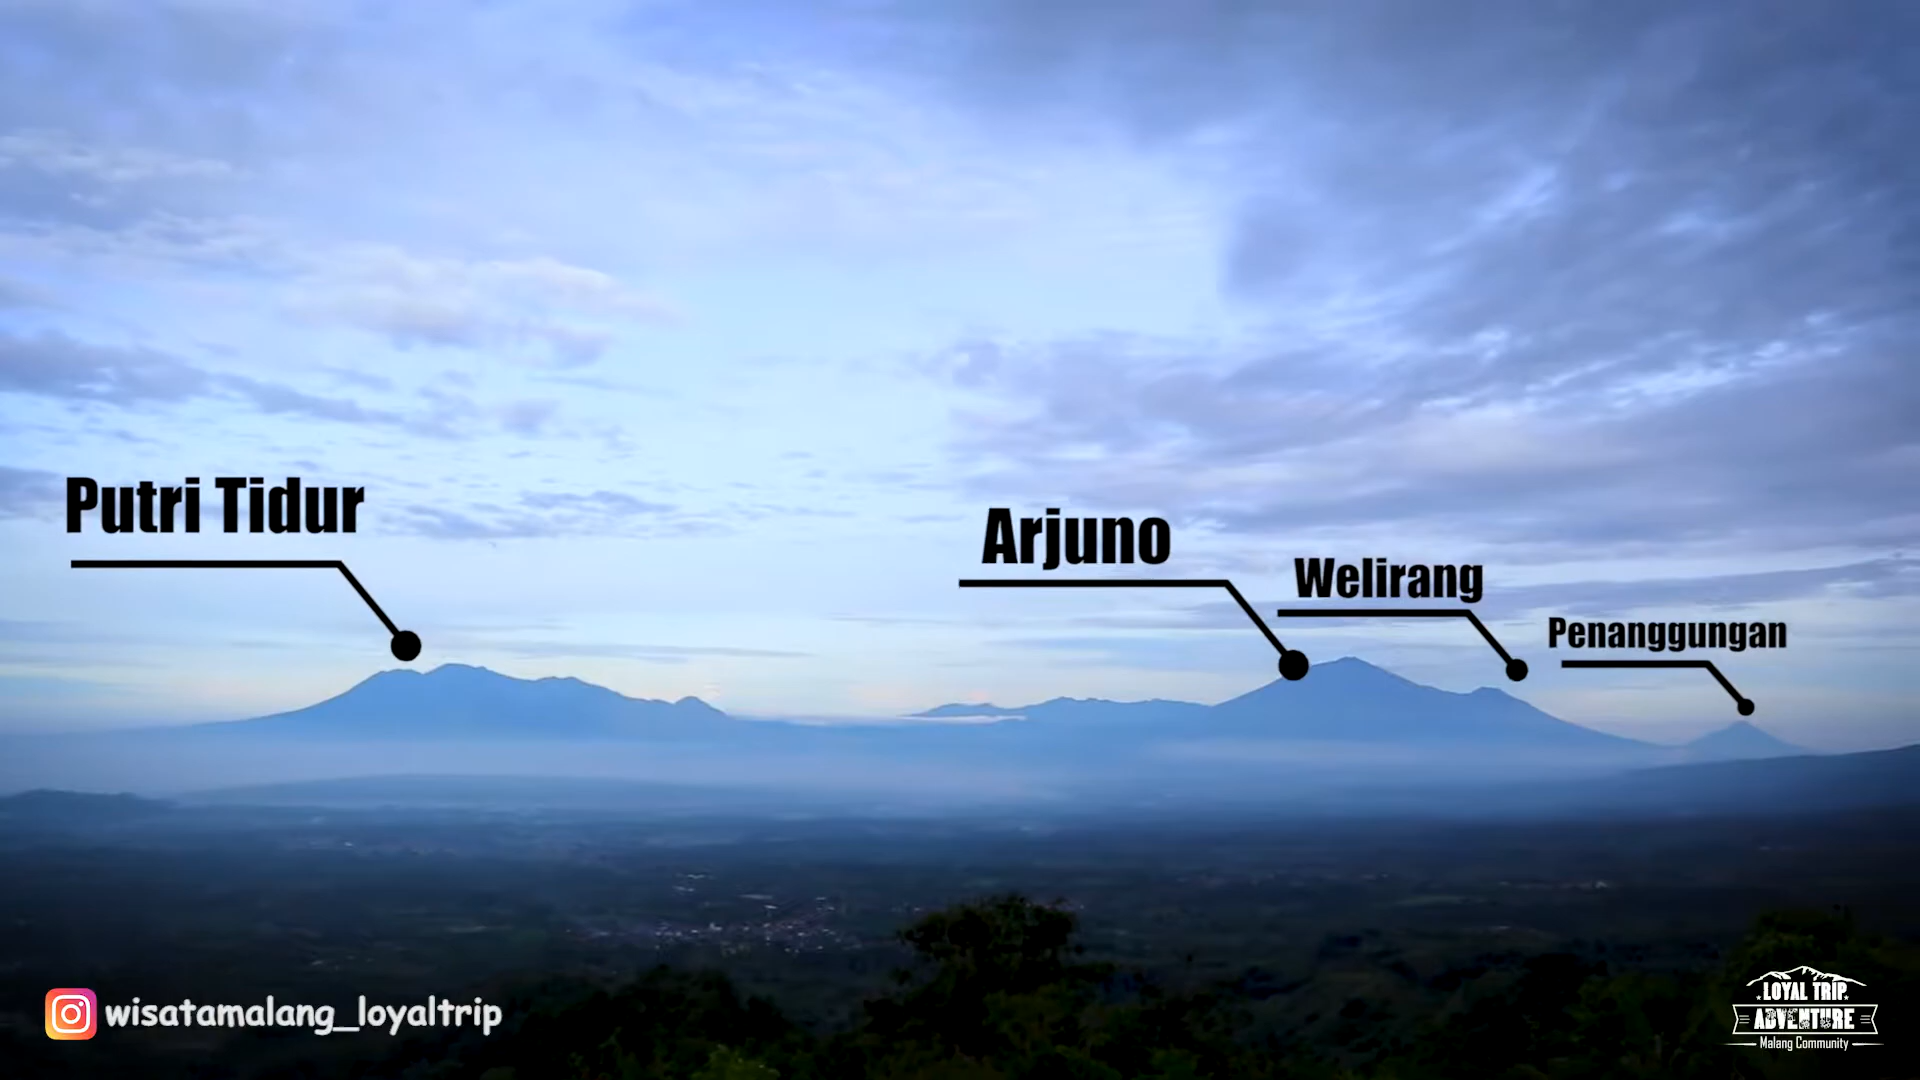 Putri Tidur
Arjuno
Welirang
Penanggungan
wisatamalang_loyaltrip
LOYAL TRIP
ADVENTURE
Malang Community